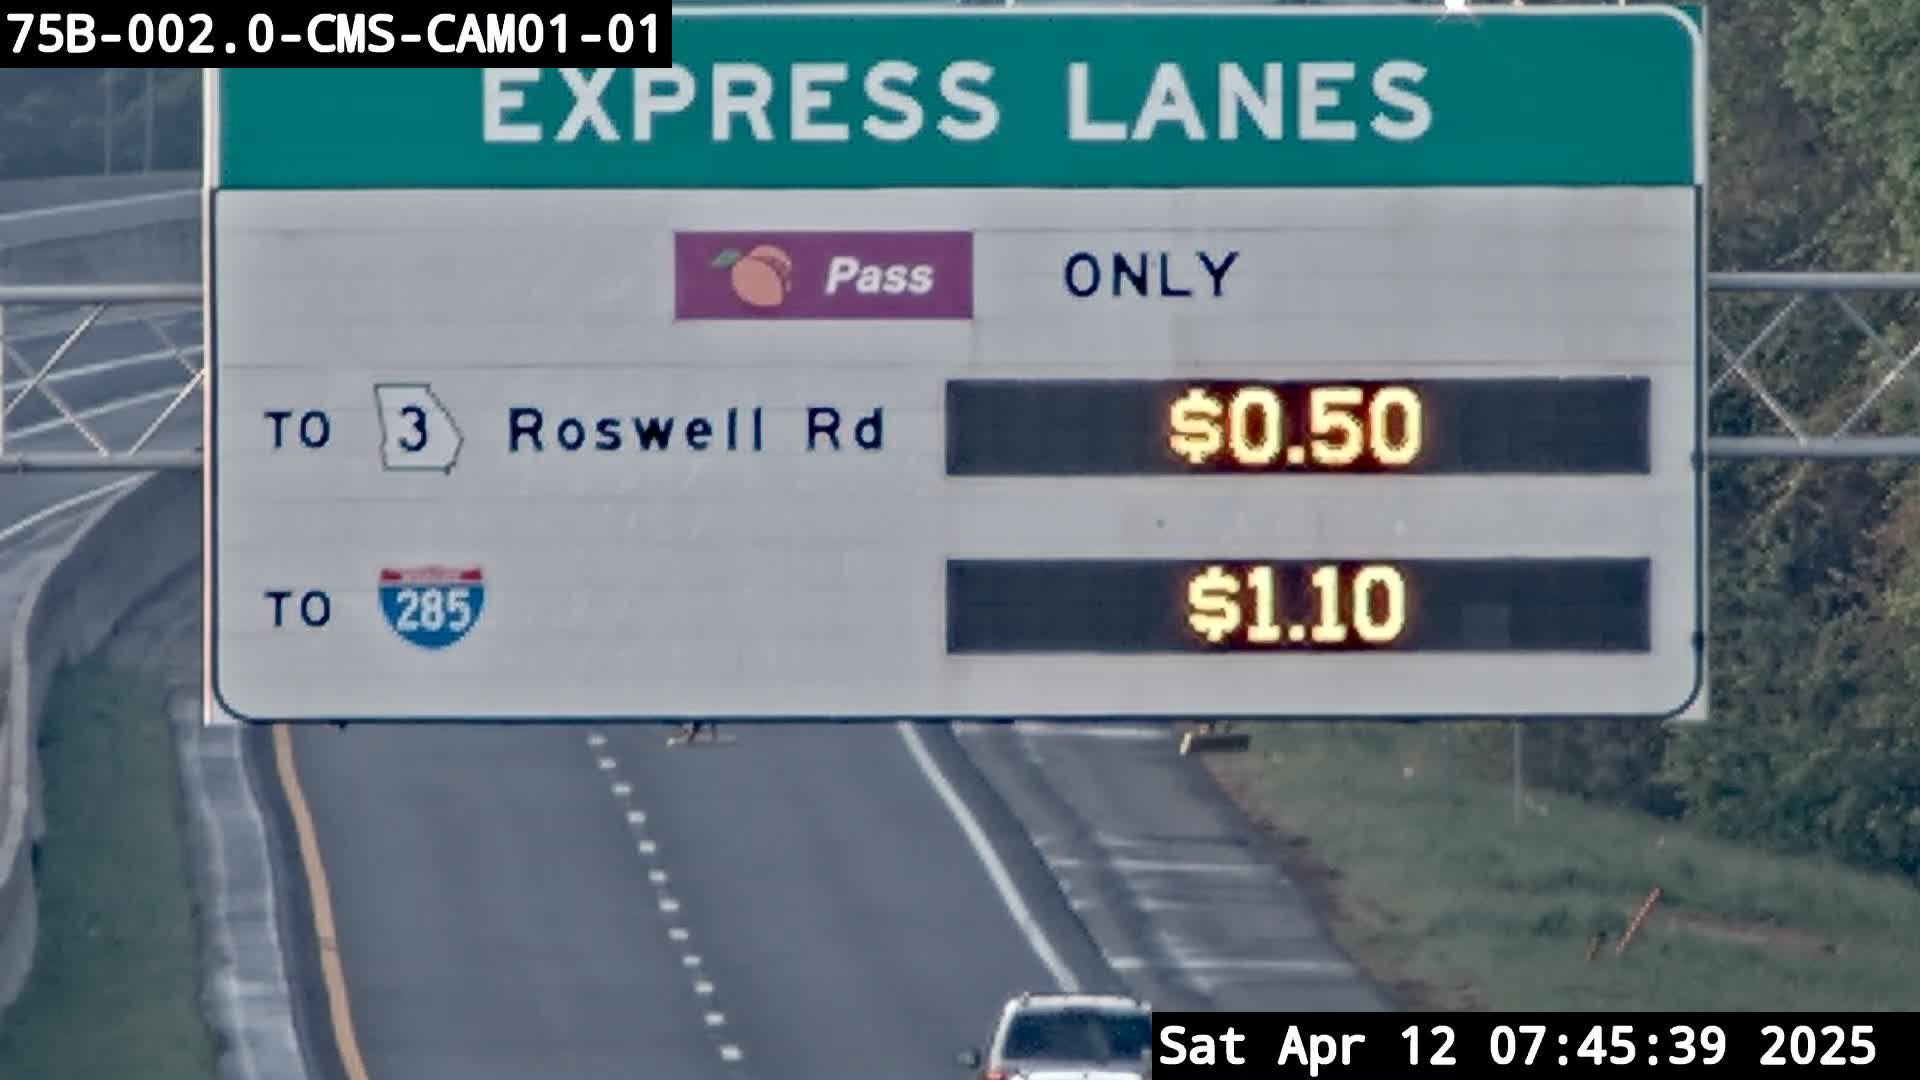 75B-002.0-CMS-CAM01-01
EXPRESS LANES
Pass ONLY
TO 3 Roswell Rd $0.50
TO 285 $1.10
Sat Apr 12 07:45:39 2025